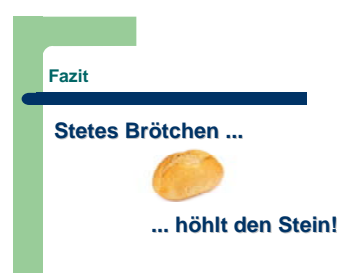 Fazit
Stetes Brötchen ...
... höhlt den Stein!